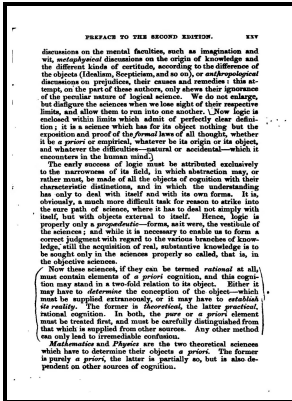 PREFACE TO THE SECOND EDITION. xxv
discussions on the mental faculties, such as imagination and
wit, metaphysical discussions on the origin of knowledge and
the different kinds of certitude, according to the difference of
the objects (Idealism, Scepticism, and so on), or anthropological
discussions on prejudices, their causes and remedies: this at-
tempt, on the part of these authors, only shews their ignorance
of the peculiar nature of logical science. We do not enlarge,
but disfigure the sciences when we lose sight of their respective
limits, and allow them to run into one another. Now logic is
enclosed within limits which admit of perfectly clear defini-
tion; it is a science which has for its object nothing but the
exposition and proof of the formal laws of all thought, whether
it be a priori or empirical, whatever be its origin or its object,
and whatever the difficulties—natural or accidental—which it
encounters in the human mind.
The early success of logic must be attributed exclusively
to the narrowness of its field, in which abstraction may, or
rather must, be made of all the objects of cognition with their
characteristic distinctions, and in which the understanding
has only to deal with itself and with its own forms. It is,
obviously, a much more difficult task for reason to strike into
the sure path of science, where it has to deal not simply with
itself, but with objects external to itself. Hence, logic is
properly only a propædeutic—forms, as it were, the vestibule of
the sciences; and while it is necessary to enable us to form a
correct judgment with regard to the various branches of know-
ledge, still the acquisition of real, substantive knowledge is to
be sought only in the sciences properly so called, that is, in
the objective sciences.
Now these sciences, if they can be termed rational at all,
must contain elements of a priori cognition, and this cogni-
tion may stand in a two-fold relation to its object. Either it
may have to determine the conception of the object—which
must be supplied extraneously, or it may have to establish
its reality. The former is theoretical, the latter practical,
rational cognition. In both, the pure or a priori element
must be treated first, and must be carefully distinguished from
that which is supplied from other sources. Any other method
can only lead to irremediable confusion.
Mathematics and Physics are the two theoretical sciences
which have to determine their objects a priori. The former
is purely a priori, the latter is partially so, but is also de-
pendent on other sources of cognition.